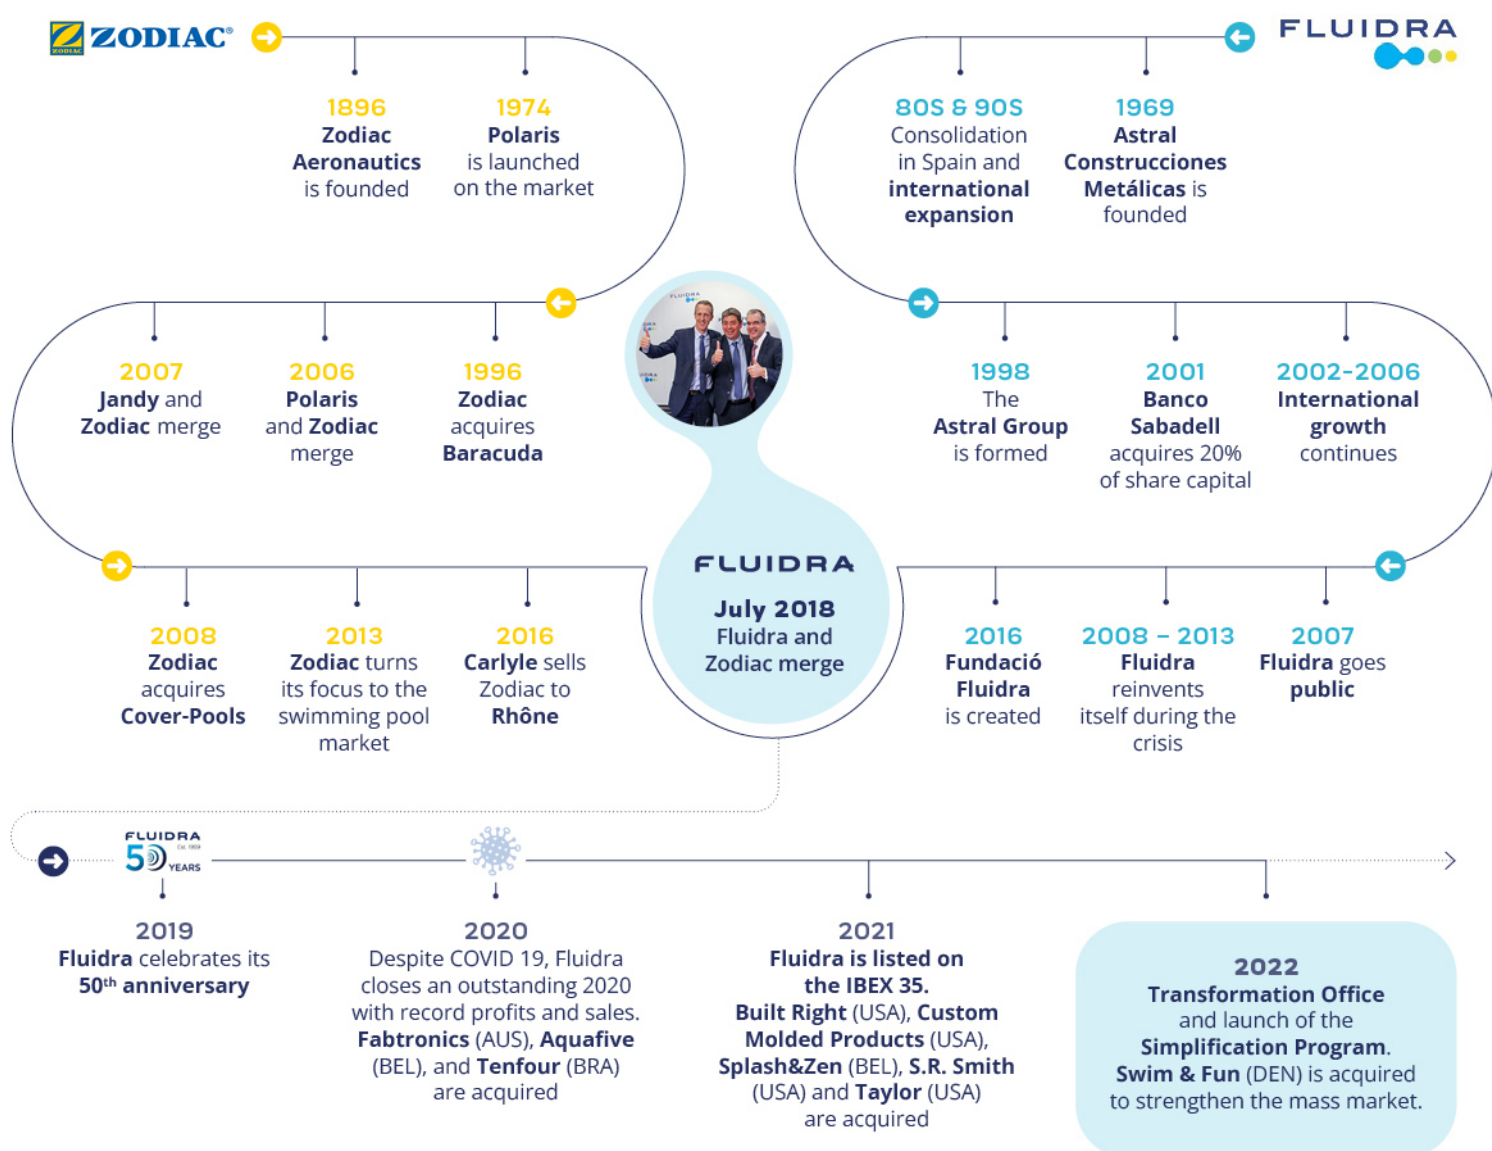 ZODIAC
ZODIAC®
1896
Zodiac
Aeronautics
is founded
1974
Polaris
is launched
on the market
2007
Jandy and
Zodiac merge
2006
Polaris
and Zodiac
merge
1996
Zodiac
acquires
Baracuda
2008
Zodiac
acquires
Cover-Pools
2013
Zodiac turns
its focus to the
swimming pool
market
2016
Carlyle sells
Zodiac to
Rhône
FLUIDRA
80S & 90S
Consolidation
in Spain and
international
expansion
1969
Astral
Construcciones
Metálicas is
founded
1998
The
Astral Group
is formed
2001
Banco
Sabadell
acquires 20%
of share capital
2002-2006
International
growth
continues
2016
Fundació
Fluidra
is created
2008 – 2013
Fluidra
reinvents
itself during the
crisis
2007
Fluidra goes
public
FLUIDRA
FLUIDRA
July 2018
Fluidra and
Zodiac merge
FLUIDRA
Est. 1969
50 YEARS
2019
Fluidra celebrates its
50th anniversary
2020
Despite COVID 19, Fluidra
closes an outstanding 2020
with record profits and sales.
Fabtronics (AUS), Aquafive
(BEL), and Tenfour (BRA)
are acquired
2021
Fluidra is listed on
the IBEX 35.
Built Right (USA), Custom
Molded Products (USA),
Splash&Zen (BEL), S.R. Smith
(USA) and Taylor (USA)
are acquired
2022
Transformation Office
and launch of the
Simplification Program.
Swim & Fun (DEN) is acquired
to strengthen the mass market.